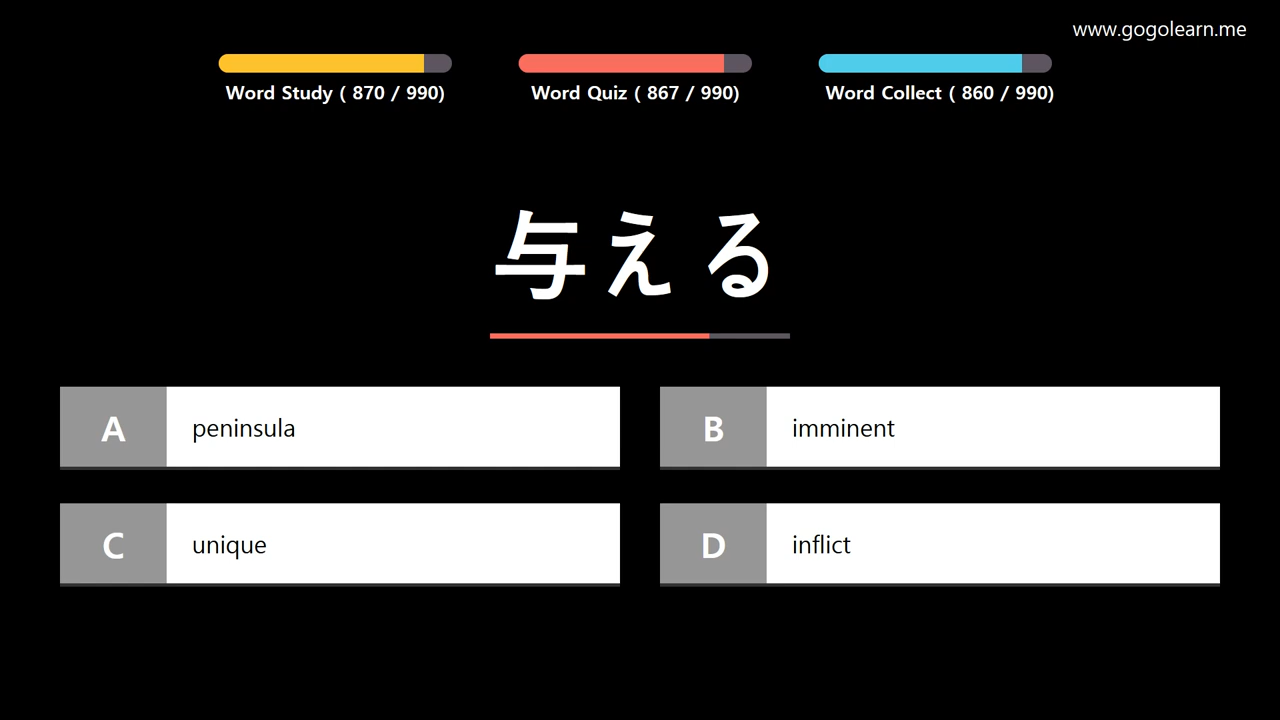 www.gogolearn.me
Word Study ( 870 / 990)
Word Quiz ( 867 / 990)
Word Collect ( 860 / 990)
与える
A peninsula
B imminent
C unique
D inflict